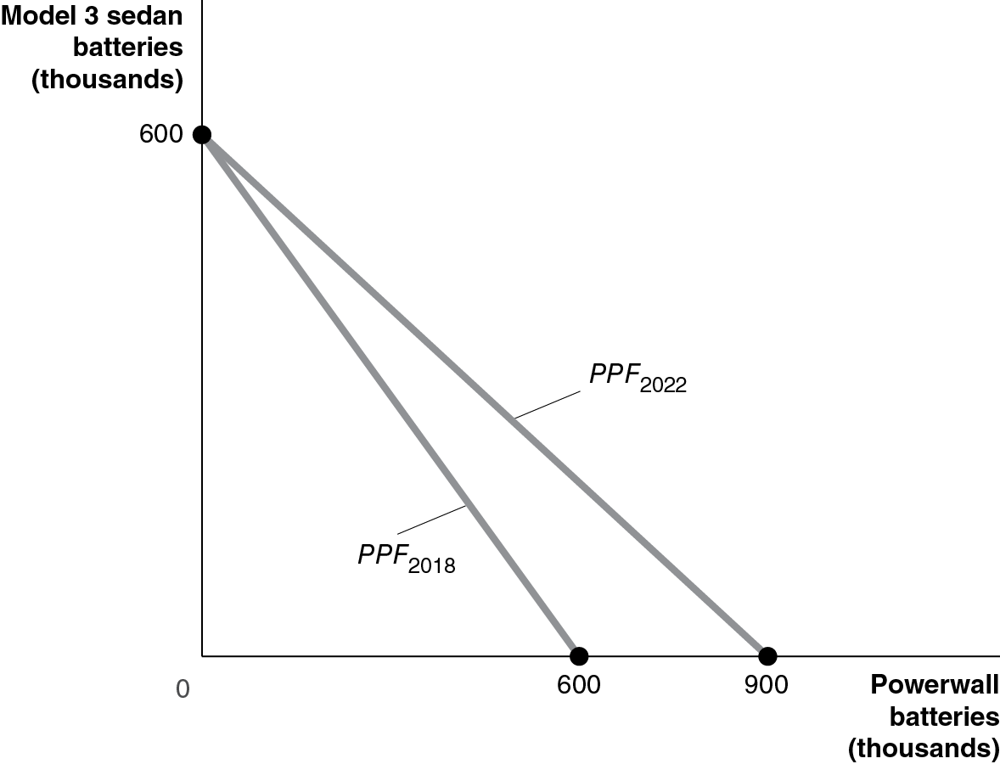 Model 3 sedan
batteries
(thousands)
600
PPF2022
PPF2018
0
600
900
Powerwall
batteries
(thousands)